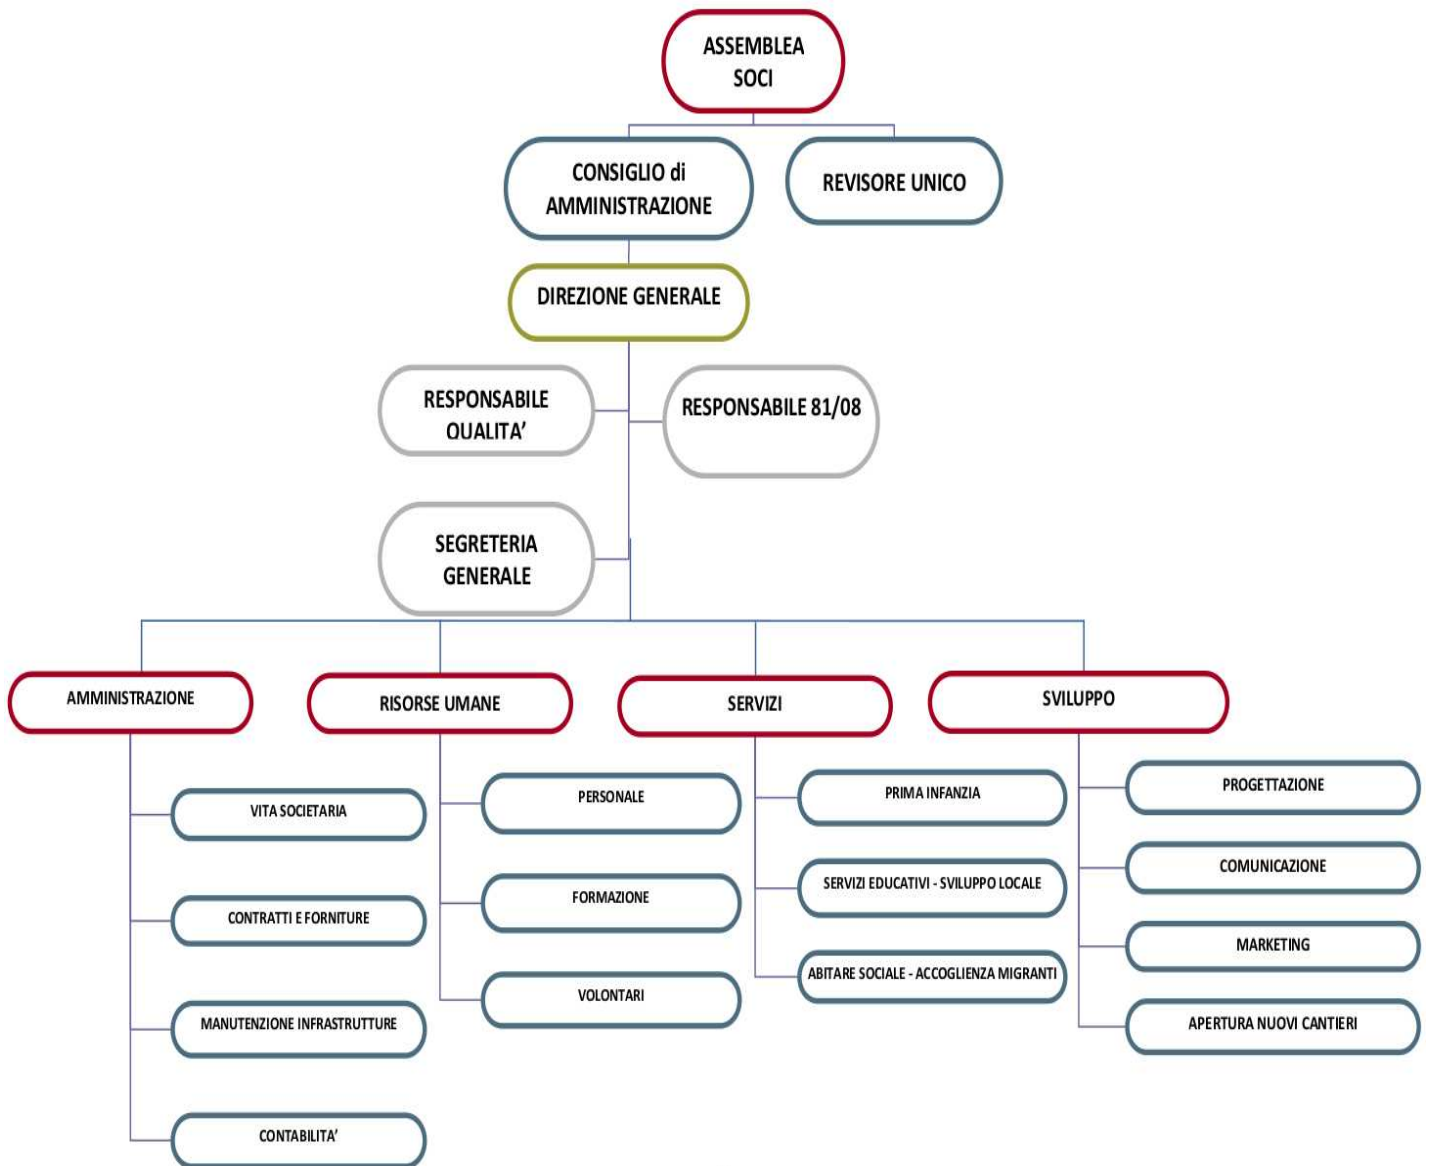 ASSEMBLEA
SOCI
CONSIGLIO di
AMMINISTRAZIONE
REVISORE UNICO
DIREZIONE GENERALE
RESPONSABILE
QUALITA’
RESPONSABILE 81/08
SEGRETERIA
GENERALE
AMMINISTRAZIONE
RISORSE UMANE
SERVIZI
SVILUPPO
VITA SOCIETARIA
CONTRATTI E FORNITURE
MANUTENZIONE INFRASTRUTTURE
CONTABILITA’
PERSONALE
FORMAZIONE
VOLONTARI
PRIMA INFANZIA
SERVIZI EDUCATIVI - SVILUPPO LOCALE
ABITARE SOCIALE - ACCOGLIENZA MIGRANTI
PROGETTAZIONE
COMUNICAZIONE
MARKETING
APERTURA NUOVI CANTIERI